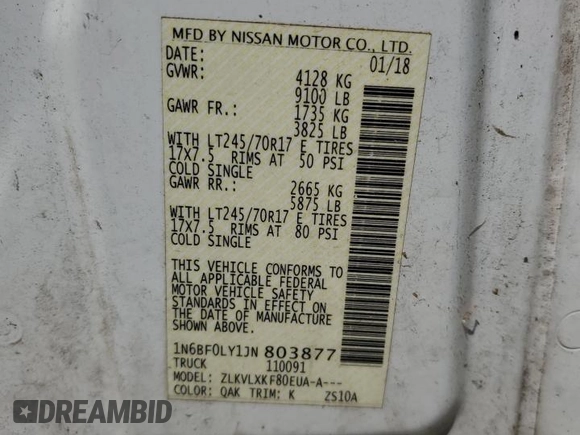 MFD BY NISSAN MOTOR CO., LTD.
DATE: 01/18
GVWR: 4128 KG
9100 LB
GAWR FR.: 1735 KG
3825 LB
WITH LT245/70R17 E TIRES
17X7.5 RIMS AT 50 PSI
COLD SINGLE
GAWR RR.: 2665 KG
5875 LB
WITH LT245/70R17 E TIRES
17X7.5 RIMS AT 80 PSI
COLD SINGLE
THIS VEHICLE CONFORMS TO
ALL APPLICABLE FEDERAL
MOTOR VEHICLE SAFETY
STANDARDS IN EFFECT ON
THE DATE OF MANUFACTURE
SHOWN ABOVE.
1N6BF0LY1JN 803877
TRUCK 110091
MODEL: ZLKVLXKF80EUA-A---
COLOR: QAK TRIM: K ZS10A
DREAMBID